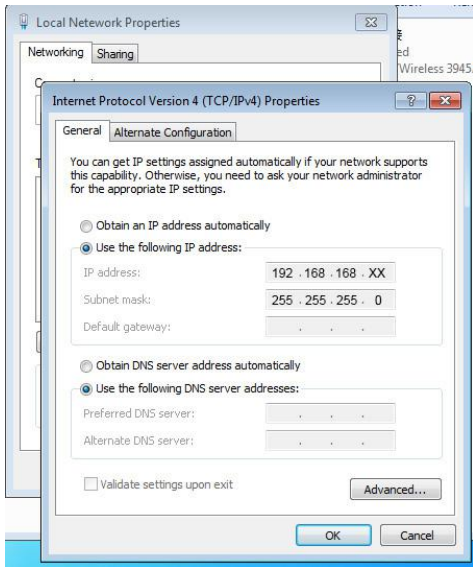 Local Network Properties
Networking
Sharing
ed
Wireless 3945
Internet Protocol Version 4 (TCP/IPv4) Properties
General
Alternate Configuration
You can get IP settings assigned automatically if your network supports
this capability. Otherwise, you need to ask your network administrator
for the appropriate IP settings.
Obtain an IP address automatically
Use the following IP address:
IP address: 192 . 168 . 168 . XX
Subnet mask: 255 . 255 . 255 . 0
Default gateway: . . .
Obtain DNS server address automatically
Use the following DNS server addresses:
Preferred DNS server: . . .
Alternate DNS server: . . .
Validate settings upon exit
Advanced...
OK
Cancel